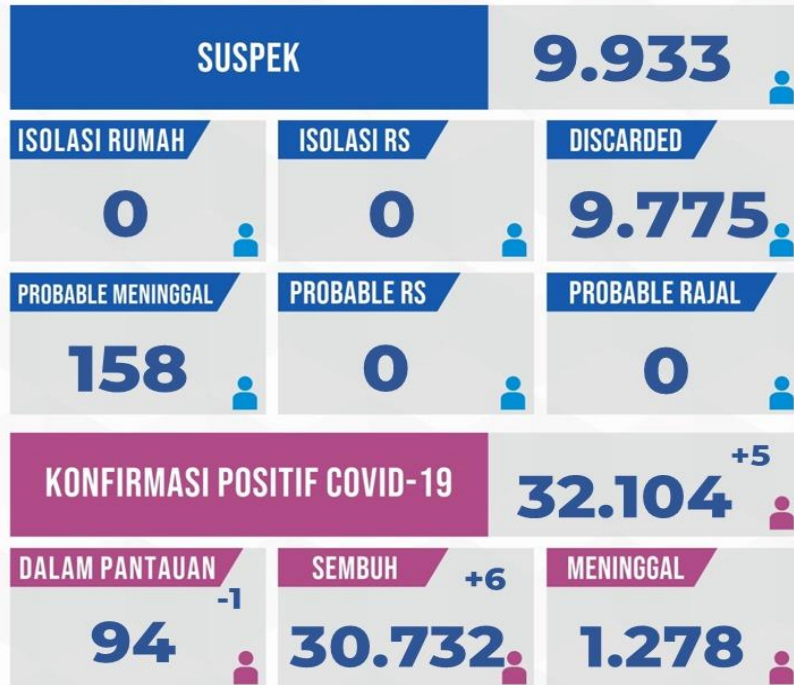 SUSPEK 9.933
ISOLASI RUMAH ISOLASI RS DISCARDED
0 0 9.775
PROBABLE MENINGGAL PROBABLE RS PROBABLE RAJAL
158 0 0
KONFIRMASI POSITIF COVID-19 32.104 +5
DALAM PANTAUAN SEMBUH MENINGGAL
-1 +6
94 30.732 1.278